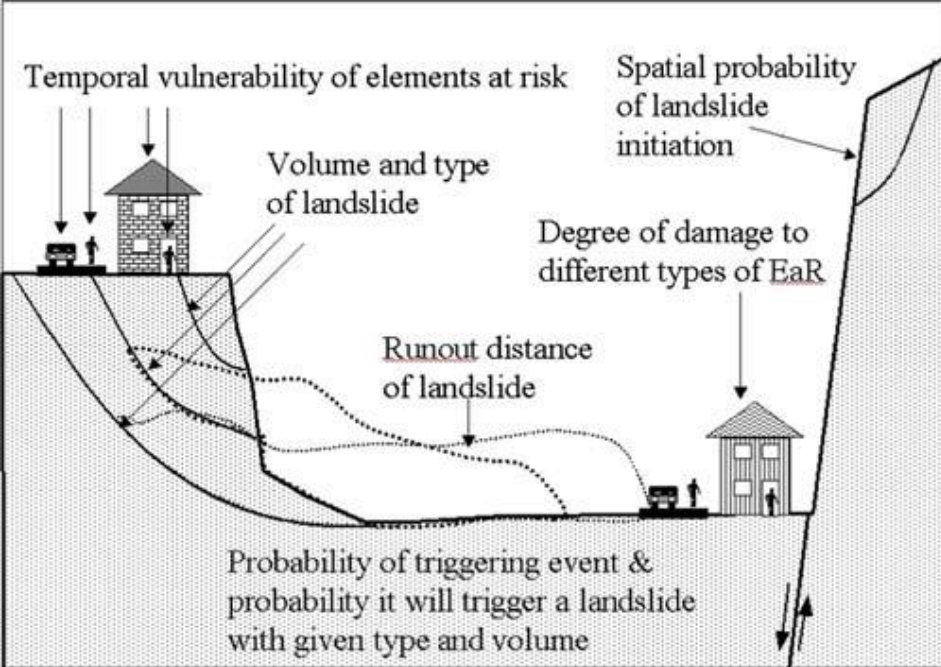 Temporal vulnerability of elements at risk
Spatial probability
of landslide
initiation
Volume and type
of landslide
Degree of damage to
different types of EaR
Runout distance
of landslide
Probability of triggering event &
probability it will trigger a landslide
with given type and volume